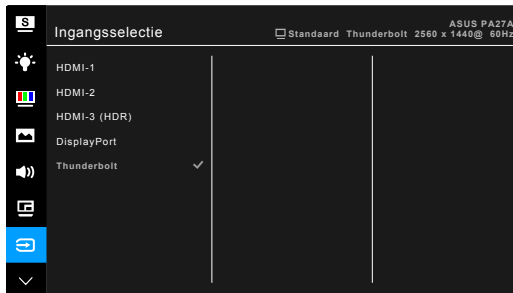 S
Ingangsselectie
ASUS PA27A
Standaard Thunderbolt 2560 x 1440@ 60Hz
HDMI-1
HDMI-2
HDMI-3 (HDR)
DisplayPort
Thunderbolt